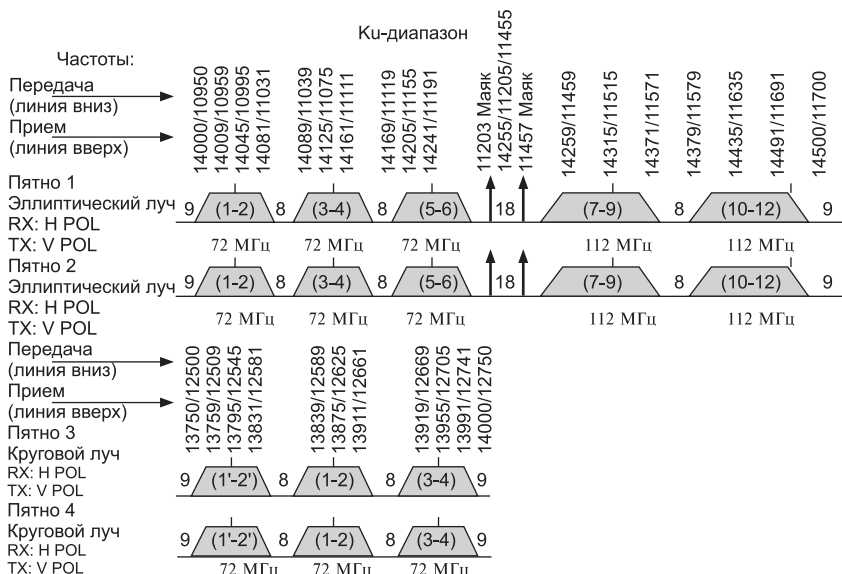 Ku-диапазон
Частоты:
Передача
(линия вниз)
Прием
(линия вверх)
14000/10950
14009/10959
14045/10995
14081/11031
14089/11039
14125/11075
14161/11111
14169/11119
14205/11155
14241/11191
11203 Маяк
14255/11205/11455
11457 Маяк
14259/11459
14315/11515
14371/11571
14379/11579
14435/11635
14491/11691
14500/11700
Пятно 1
Эллиптический луч
RX: H POL
TX: V POL
9 (1-2) 8 (3-4) 8 (5-6) 18 (7-9) 8 (10-12) 9
72 МГц 72 МГц 72 МГц 112 МГц 112 МГц
Пятно 2
Эллиптический луч
RX: H POL
TX: V POL
9 (1-2) 8 (3-4) 8 (5-6) 18 (7-9) 8 (10-12) 9
72 МГц 72 МГц 72 МГц 112 МГц 112 МГц
Передача
(линия вниз)
Прием
(линия вверх)
13750/12500
13759/12509
13795/12545
13831/12581
13839/12589
13875/12625
13911/12661
13919/12669
13955/12705
13991/12741
14000/12750
Пятно 3
Круговой луч
RX: H POL
TX: V POL
9 (1'-2') 8 (1-2) 8 (3-4) 9
Пятно 4
Круговой луч
RX: H POL
TX: V POL
9 (1'-2') 8 (1-2) 8 (3-4) 9
72 МГц 72 МГц 72 МГц